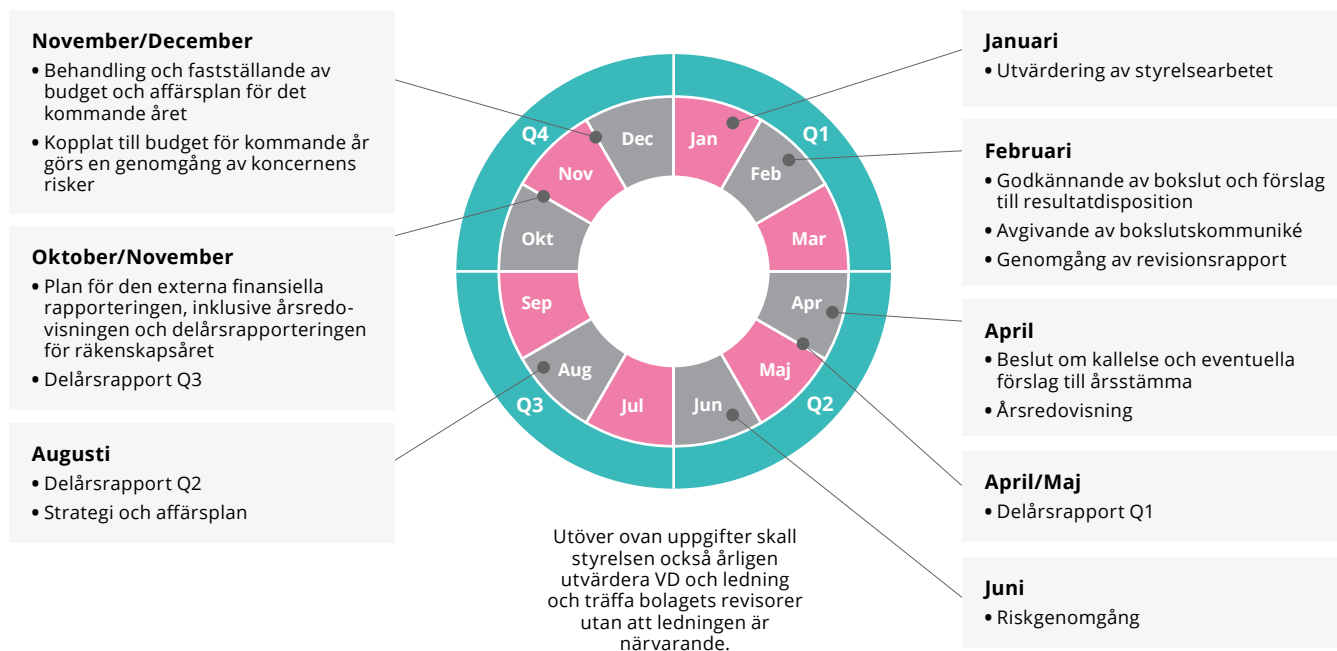 November/December
• Behandling och fastställande av
budget och affärsplan för det
kommande året
• Kopplat till budget för kommande år
görs en genomgång av koncernens
risker
Oktober/November
• Plan för den externa finansiella
rapporteringen, inklusive årsredo-
visningen och delårsrapporteringen
för räkenskapsåret
• Delårsrapport Q3
Augusti
• Delårsrapport Q2
• Strategi och affärsplan
Q4
Q1
Q3
Q2
Jan
Feb
Mar
Apr
Maj
Jun
Jul
Aug
Sep
Okt
Nov
Dec
Utöver ovan uppgifter skall
styrelsen också årligen
utvärdera VD och ledning
och träffa bolagets revisorer
utan att ledningen är
närvarande.
Januari
• Utvärdering av styrelsearbetet
Februari
• Godkännande av bokslut och förslag
till resultatdisposition
• Avgivande av bokslutskommuniké
• Genomgång av revisionsrapport
April
• Beslut om kallelse och eventuella
förslag till årsstämma
• Årsredovisning
April/Maj
• Delårsrapport Q1
Juni
• Riskgenomgång